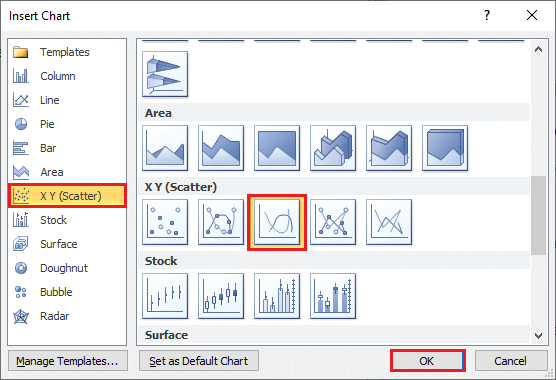 Insert Chart
?
Templates
Column
Line
Pie
Bar
Area
X Y (Scatter)
Stock
Surface
Doughnut
Bubble
Radar
Area
X Y (Scatter)
Stock
Surface
Manage Templates...
Set as Default Chart
OK
Cancel